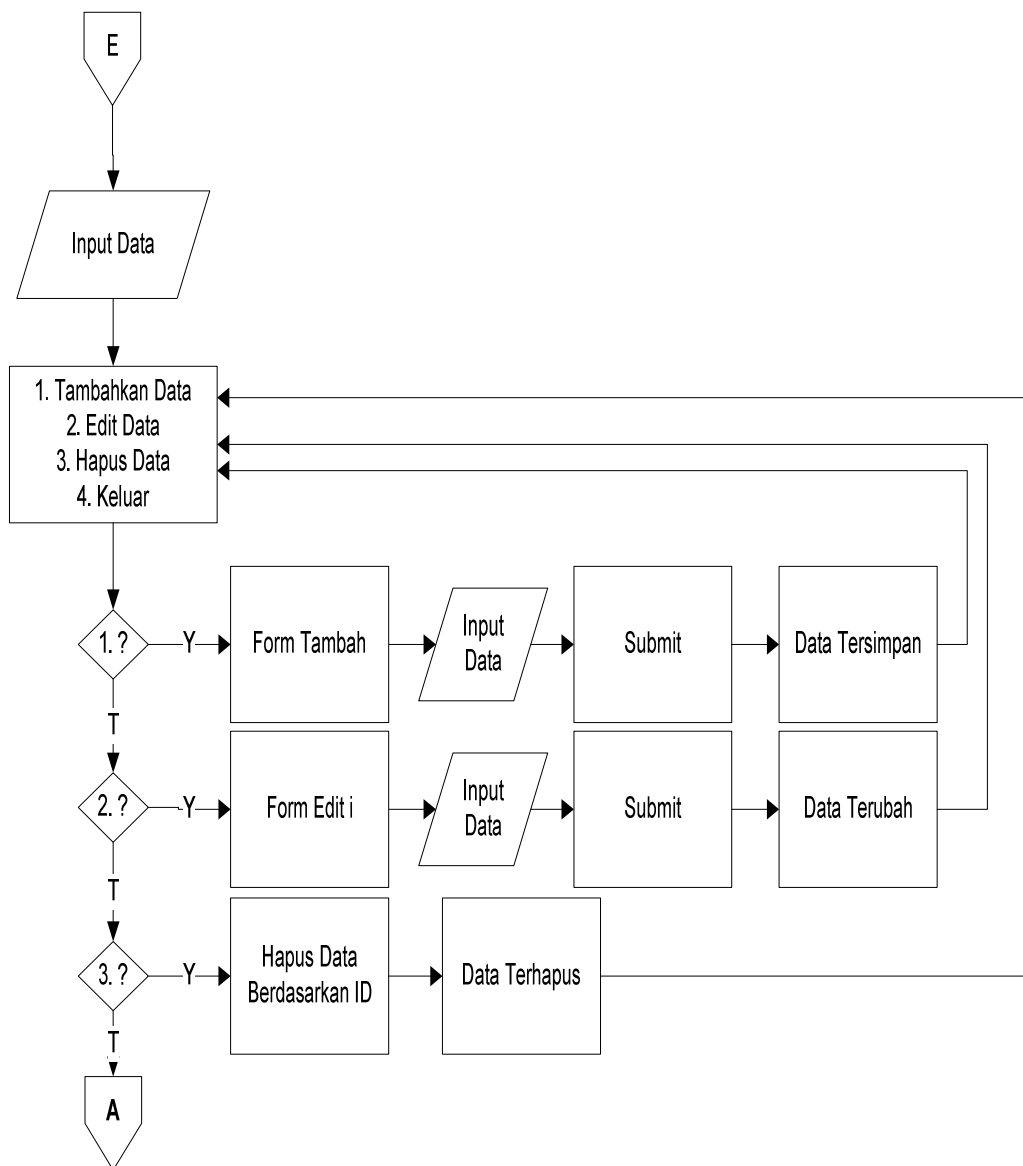 E
Input Data
1. Tambahkan Data
2. Edit Data
3. Hapus Data
4. Keluar
1. ?
Y
Form Tambah
Input
Data
Submit
Data Tersimpan
T
2. ?
Y
Form Edit i
Input
Data
Submit
Data Terubah
T
3. ?
Y
Hapus Data
Berdasarkan ID
Data Terhapus
T
A